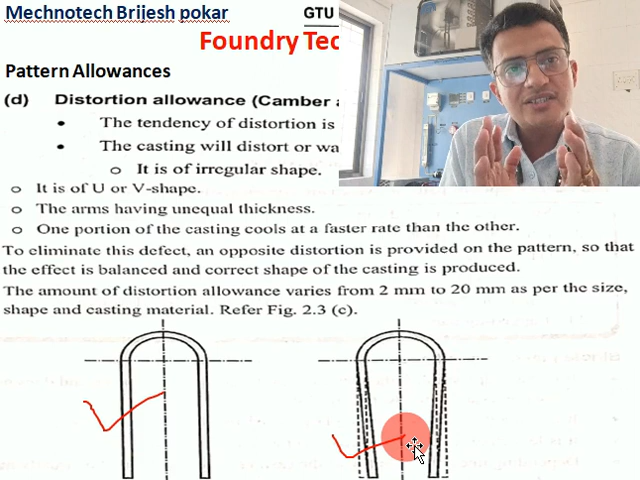 Mechnotech Brijesh pokar
GTU
Foundry Tec
Pattern Allowances
(d) Distortion allowance (Camber
• The tendency of distortion is
• The casting will distort or wa
o It is of irregular shape.
o It is of U or V-shape.
o The arms having unequal thickness.
o One portion of the casting cools at a faster rate than the other.
To eliminate this defect, an opposite distortion is provided on the pattern, so that
the effect is balanced and correct shape of the casting is produced.
The amount of distortion allowance varies from 2 mm to 20 mm as per the size,
shape and casting material. Refer Fig. 2.3 (c).